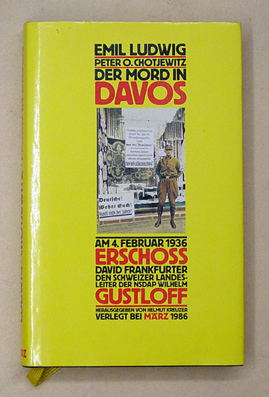 EMIL LUDWIG
PETER O. CHOTJEWITZ
DER MORD IN
DAVOS
Deutsche!
Wehrt Euch!
AM 4. FEBRUAR 1936
ERSCHOSS
DAVID FRANKFURTER
DEN SCHWEIZER LANDES-
LEITER DER NSDAP WILHELM
GUSTLOFF
HERAUSGEGEBEN VON HELMUT KREUZER
VERLEGT BEI MÄRZ 1986